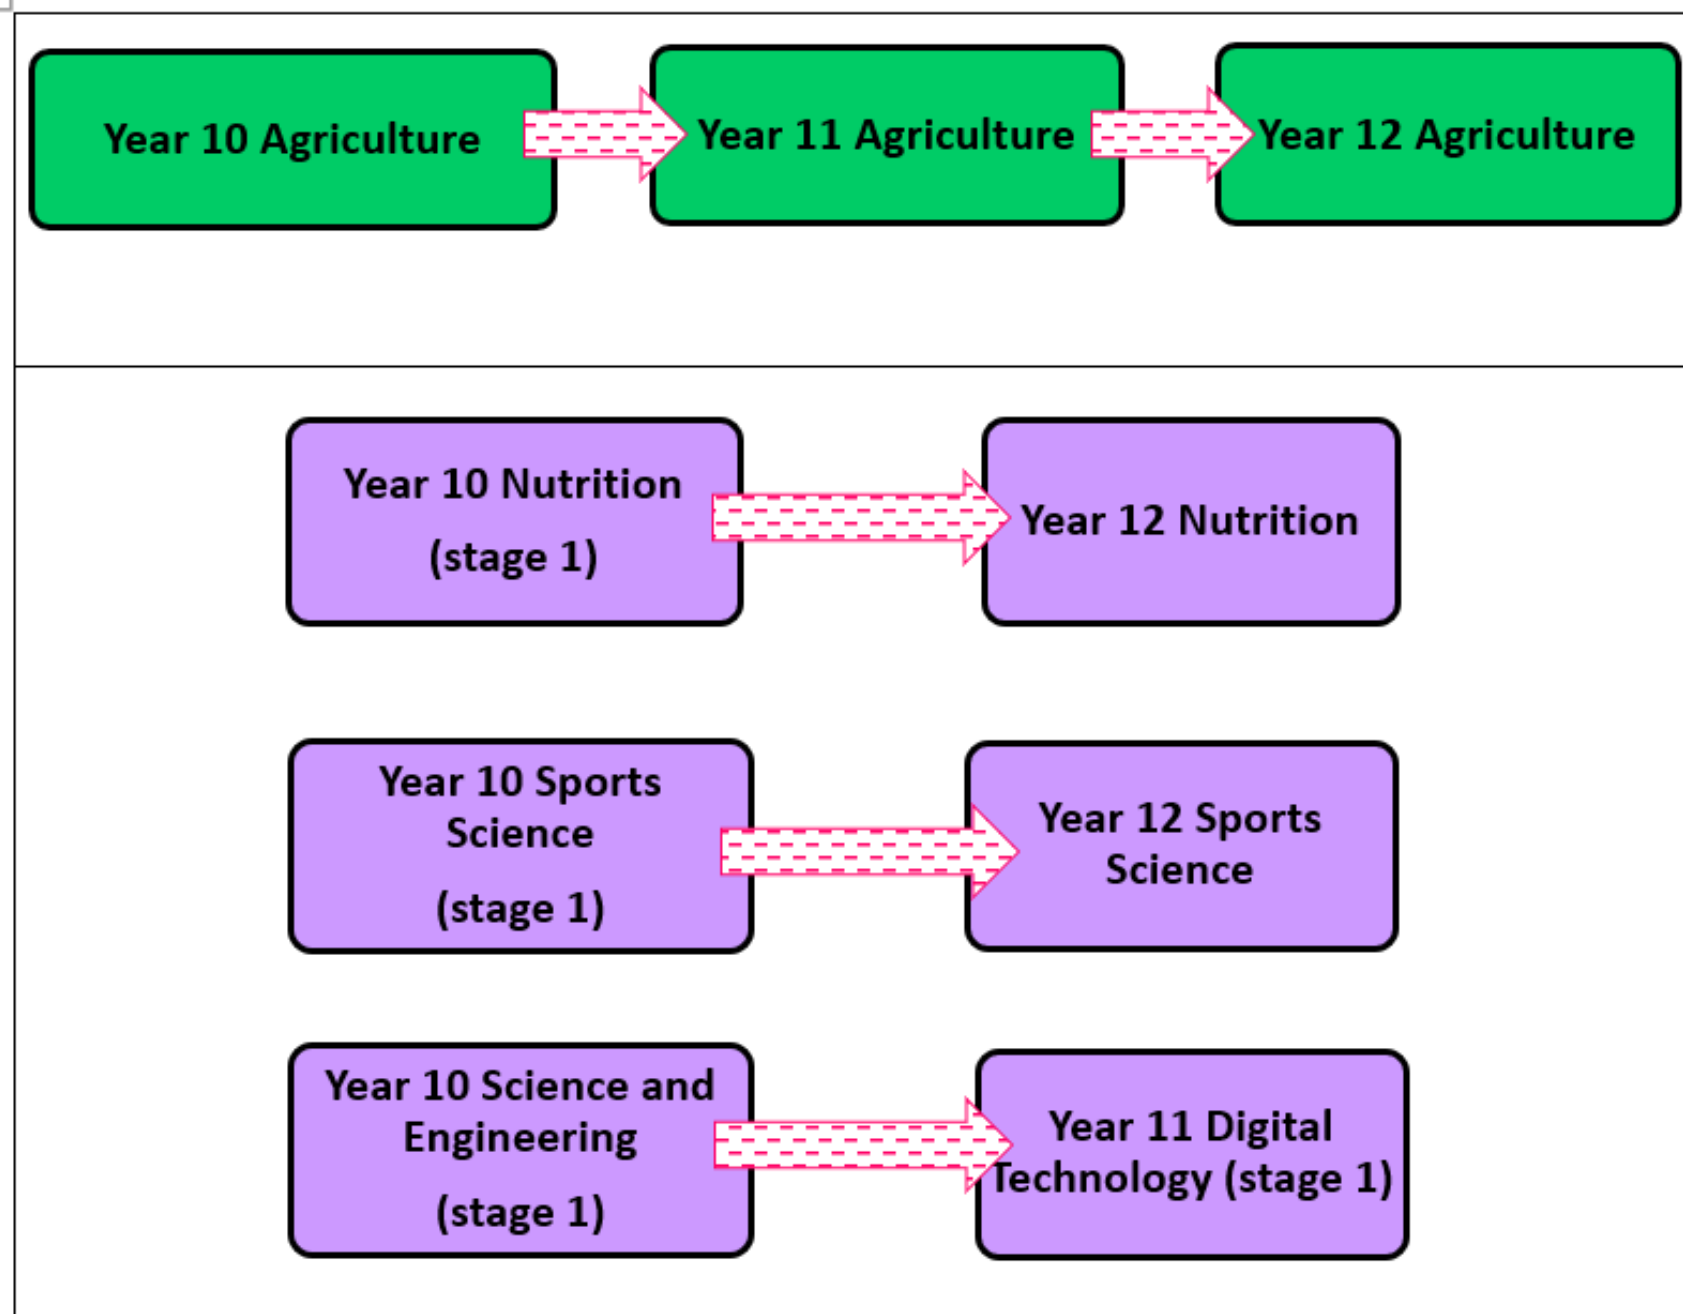 Year 10 Agriculture
Year 11 Agriculture
Year 12 Agriculture
Year 10 Nutrition
(stage 1)
Year 12 Nutrition
Year 10 Sports
Science
(stage 1)
Year 12 Sports
Science
Year 10 Science and
Engineering
(stage 1)
Year 11 Digital
Technology (stage 1)